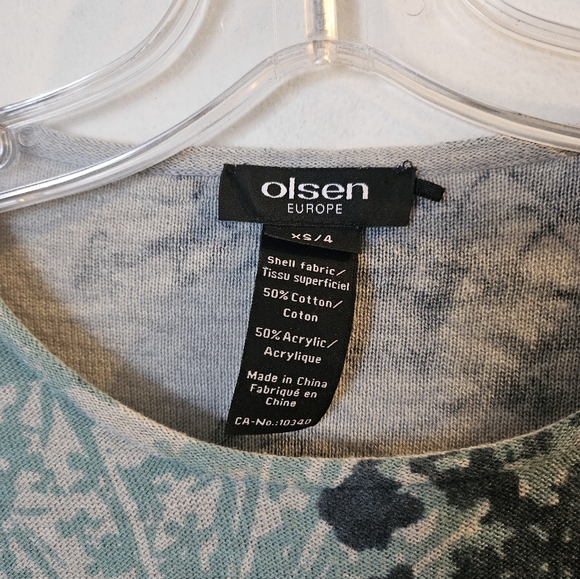 olsen
EUROPE
XS/4
Shell fabric/
Tissu superficiel
50% Cotton/
Coton
50% Acrylic/
Acrylique
Made in China
Fabriqué en
Chine
CA-No.:10340